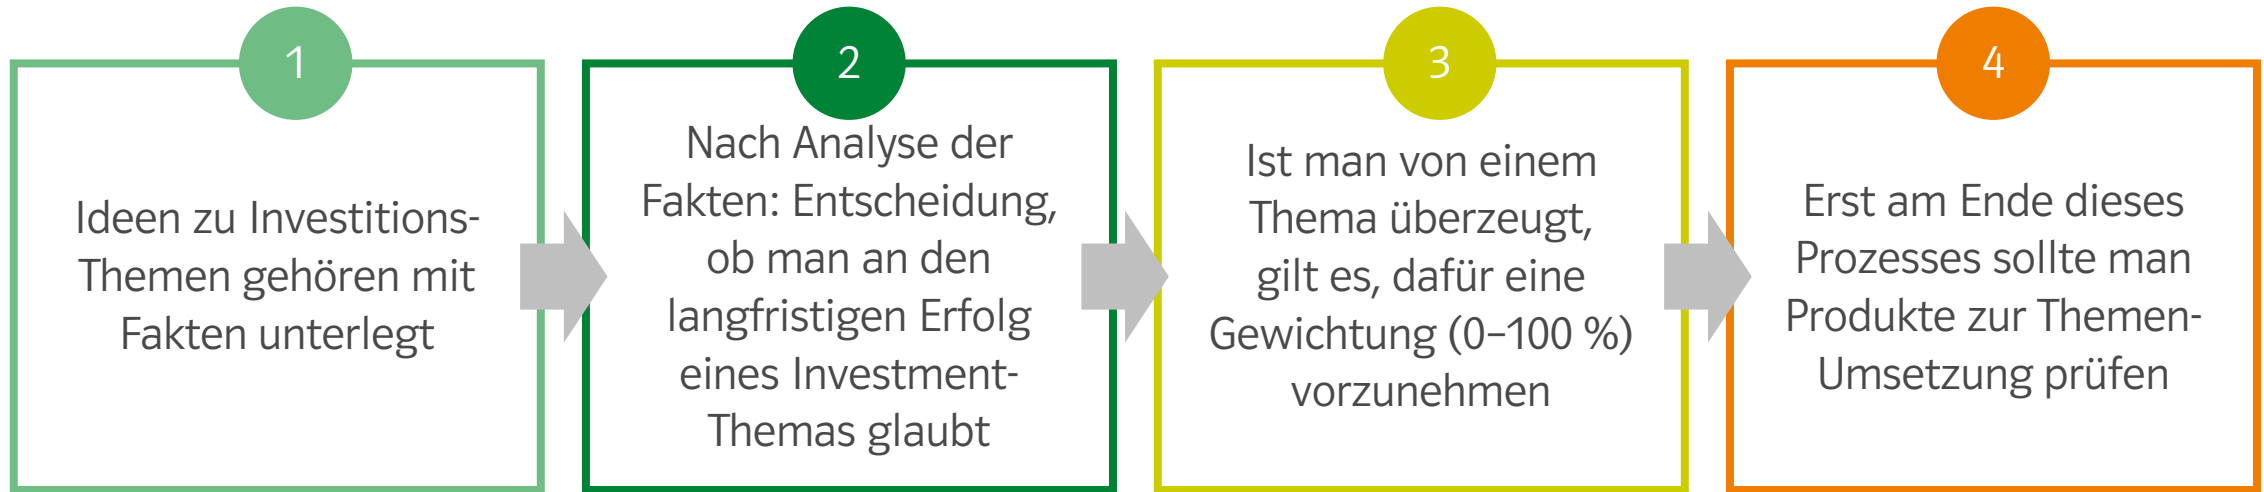 1
Ideen zu Investitions-
Themen gehören mit
Fakten unterlegt
2
Nach Analyse der
Fakten: Entscheidung,
ob man an den
langfristigen Erfolg
eines Investment-
Themas glaubt
3
Ist man von einem
Thema überzeugt,
gilt es, dafür eine
Gewichtung (0–100 %)
vorzunehmen
4
Erst am Ende dieses
Prozesses sollte man
Produkte zur Themen-
Umsetzung prüfen